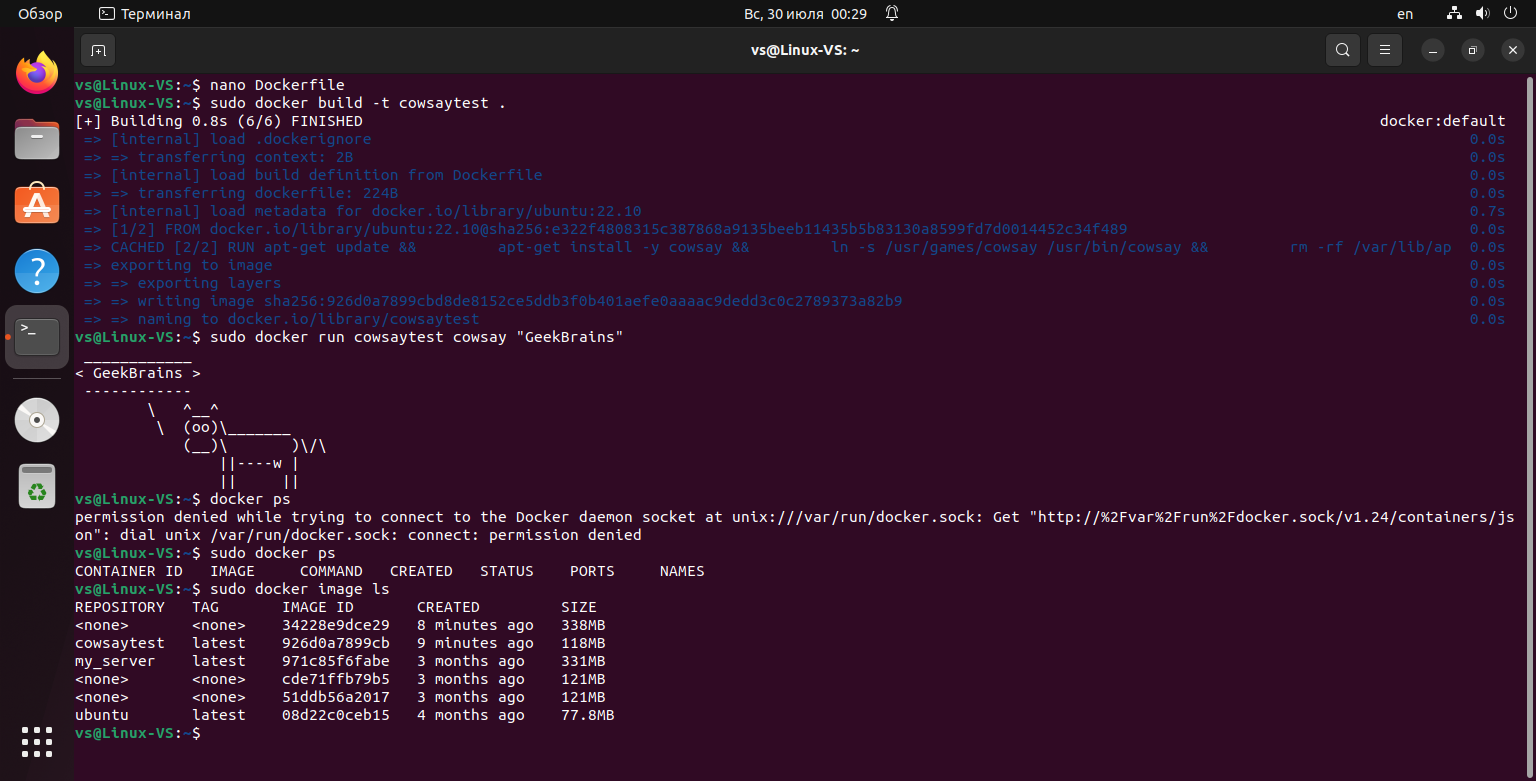 Обзор
Терминал
Вс, 30 июля 00:29
en
vs@Linux-VS: ~
vs@Linux-VS:~$ nano Dockerfile
vs@Linux-VS:~$ sudo docker build -t cowsaytest .
[+] Building 0.8s (6/6) FINISHED docker:default
=> [internal] load .dockerignore 0.0s
=> => transferring context: 2B 0.0s
=> [internal] load build definition from Dockerfile 0.0s
=> => transferring dockerfile: 224B 0.0s
=> [internal] load metadata for docker.io/library/ubuntu:22.10 0.7s
=> [1/2] FROM docker.io/library/ubuntu:22.10@sha256:e322f4808315c387868a9135beeb11435b5b83130a8599fd7d0014452c34f489 0.0s
=> CACHED [2/2] RUN apt-get update && apt-get install -y cowsay && ln -s /usr/games/cowsay /usr/bin/cowsay && rm -rf /var/lib/ap 0.0s
=> exporting to image 0.0s
=> => exporting layers 0.0s
=> => writing image sha256:926d0a7899cbd8de8152ce5ddb3f0b401aefe0aaaac9dedd3c0c2789373a82b9 0.0s
=> => naming to docker.io/library/cowsaytest 0.0s
vs@Linux-VS:~$ sudo docker run cowsaytest cowsay "GeekBrains"
 ____________
< GeekBrains >
 ------------
        \   ^__^
         \  (oo)\_______
            (__)\       )\/\
                ||----w |
                ||     ||
vs@Linux-VS:~$ docker ps
permission denied while trying to connect to the Docker daemon socket at unix:///var/run/docker.sock: Get "http://%2Fvar%2Frun%2Fdocker.sock/v1.24/containers/js
on": dial unix /var/run/docker.sock: connect: permission denied
vs@Linux-VS:~$ sudo docker ps
CONTAINER ID   IMAGE     COMMAND   CREATED   STATUS    PORTS     NAMES
vs@Linux-VS:~$ sudo docker image ls
REPOSITORY   TAG       IMAGE ID       CREATED         SIZE
<none>       <none>    34228e9dce29   8 minutes ago   338MB
cowsaytest   latest    926d0a7899cb   9 minutes ago   118MB
my_server    latest    971c85f6fabe   3 months ago    331MB
<none>       <none>    cde71ffb79b5   3 months ago    121MB
<none>       <none>    51ddb56a2017   3 months ago    121MB
ubuntu       latest    08d22c0ceb15   4 months ago    77.8MB
vs@Linux-VS:~$